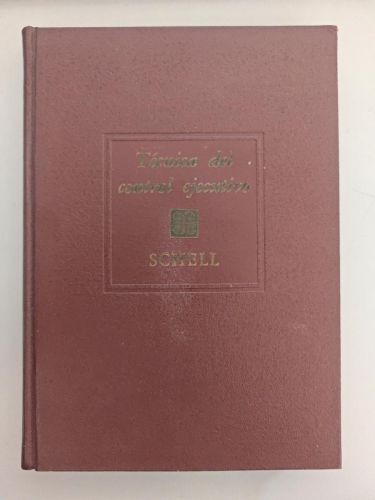 Técnica del
control ejecutivo
SCHELL